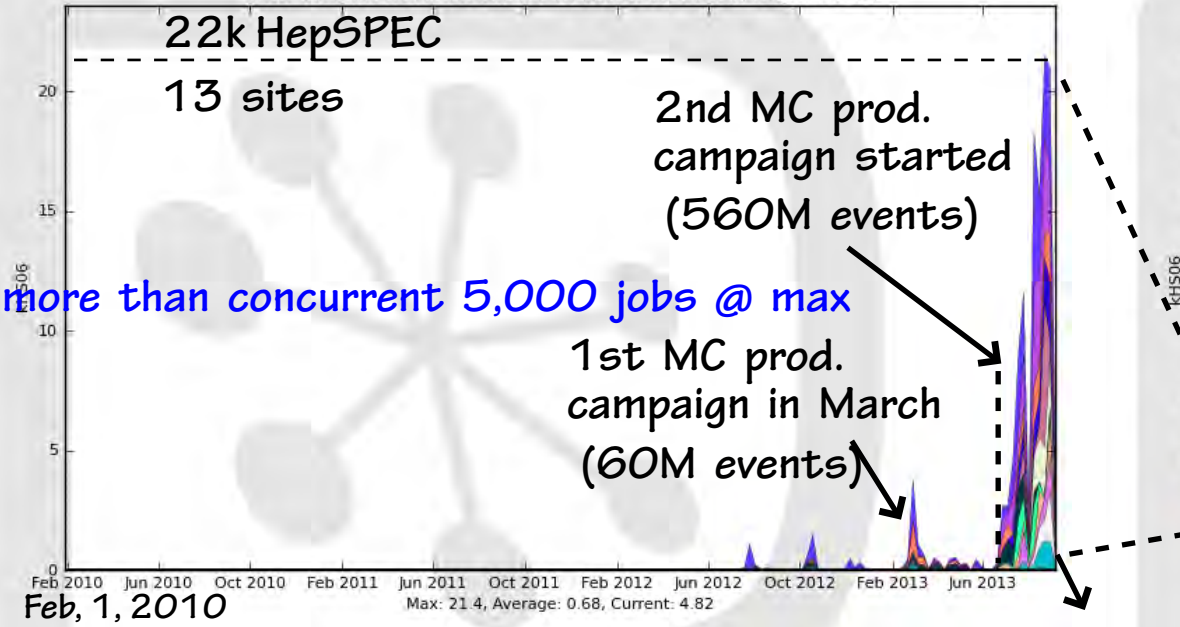 22k HepSPEC
13 sites
2nd MC prod.
campaign started
(560M events)
more than concurrent 5,000 jobs @ max
1st MC prod.
campaign in March
(60M events)
20
15
10
5
0
kHS06
Feb 2010 Jun 2010 Oct 2010 Feb 2011 Jun 2011 Oct 2011 Feb 2012 Jun 2012 Oct 2012 Feb 2013 Jun 2013
Feb, 1, 2010
Max: 21.4, Average: 0.68, Current: 4.82